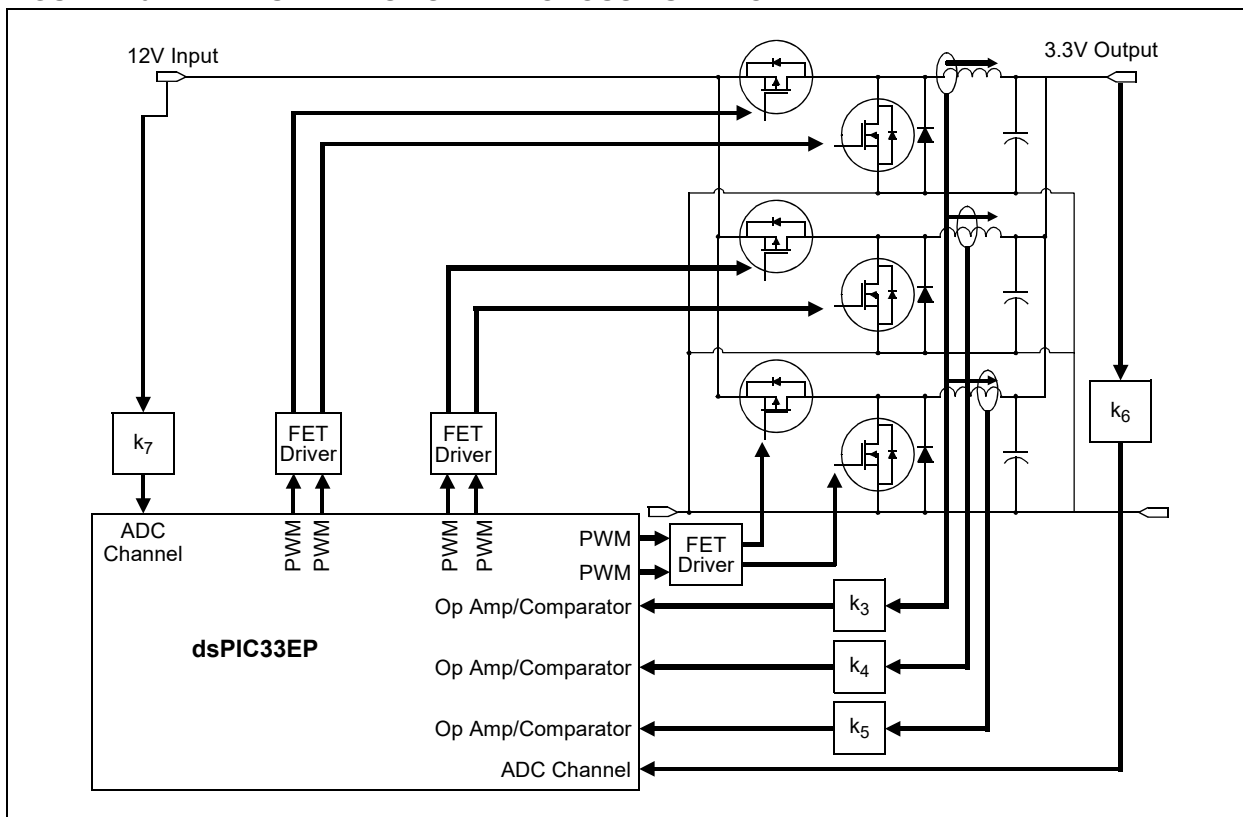 12V Input
3.3V Output
k7
FET
Driver
FET
Driver
k6
ADC
Channel
PWM
PWM
PWM
PWM
PWM
PWM
FET
Driver
Op Amp/Comparator
k3
dsPIC33EP
Op Amp/Comparator
k4
Op Amp/Comparator
k5
ADC Channel